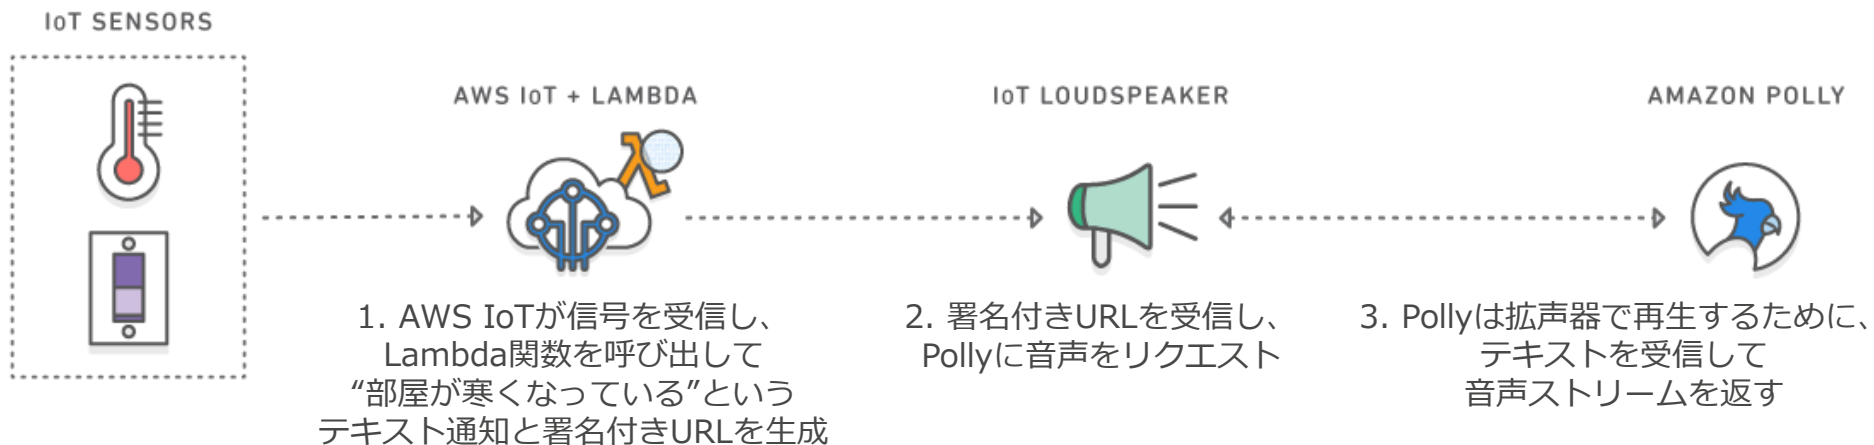 IoT SENSORS
AWS IoT + LAMBDA
IoT LOUDSPEAKER
AMAZON POLLY
1. AWS IoTが信号を受信し、
Lambda関数を呼び出して
“部屋が寒くなっている”という
テキスト通知と署名付きURLを生成
2. 署名付きURLを受信し、
Pollyに音声をリクエスト
3. Pollyは拡声器で再生するために、
テキストを受信して
音声ストリームを返す